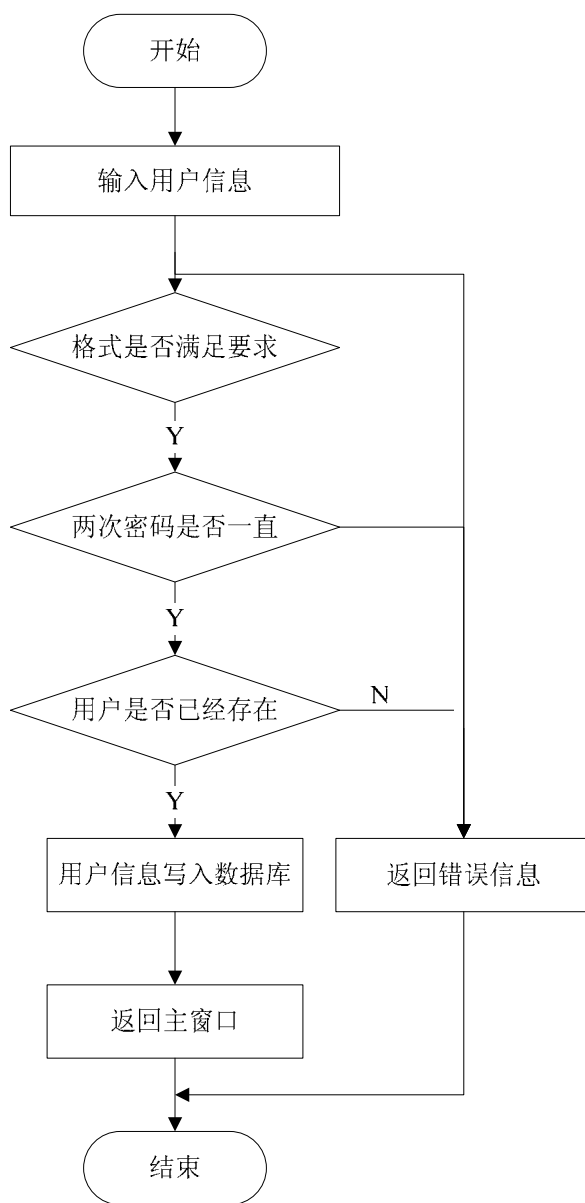 开始
输入用户信息
格式是否满足要求
Y
两次密码是否一直
Y
用户是否已经存在
N
Y
用户信息写入数据库
返回错误信息
返回主窗口
结束